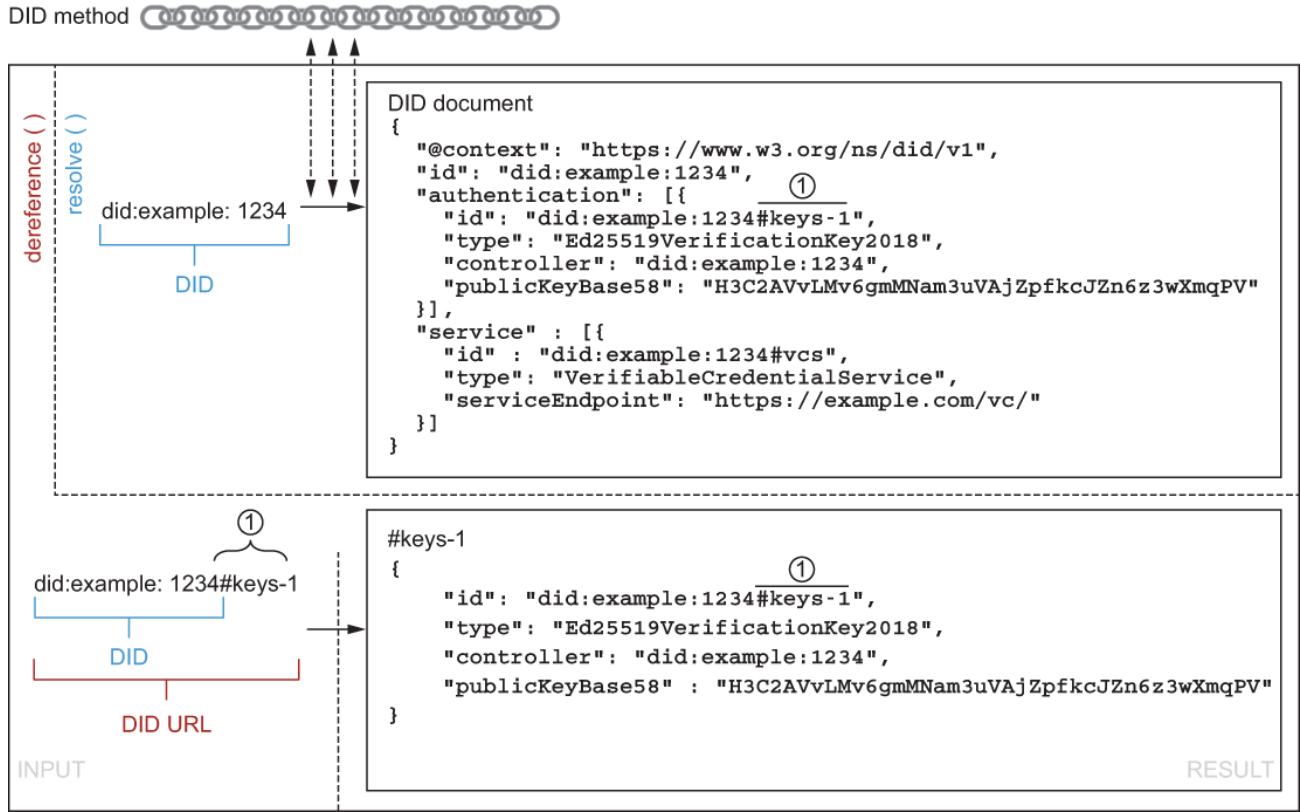 DID method
dereference ( )
resolve ( )
did:example: 1234
DID
DID document
{
"@context": "https://www.w3.org/ns/did/v1",
"id": "did:example:1234",
1
"authentication": [{
"id": "did:example:1234#keys-1",
"type": "Ed25519VerificationKey2018",
"controller": "did:example:1234",
"publicKeyBase58": "H3C2AVvLMv6gmMNam3uVAjZpfkcJZn6z3wXmqPV"
}],
"service" : [{
"id" : "did:example:1234#vcs",
"type": "VerifiableCredentialService",
"serviceEndpoint": "https://example.com/vc/"
}]
}
1
did:example: 1234#keys-1
DID
DID URL
INPUT
#keys-1
{
1
"id": "did:example:1234#keys-1",
"type": "Ed25519VerificationKey2018",
"controller": "did:example:1234",
"publicKeyBase58" : "H3C2AVvLMv6gmMNam3uVAjZpfkcJZn6z3wXmqPV"
}
RESULT